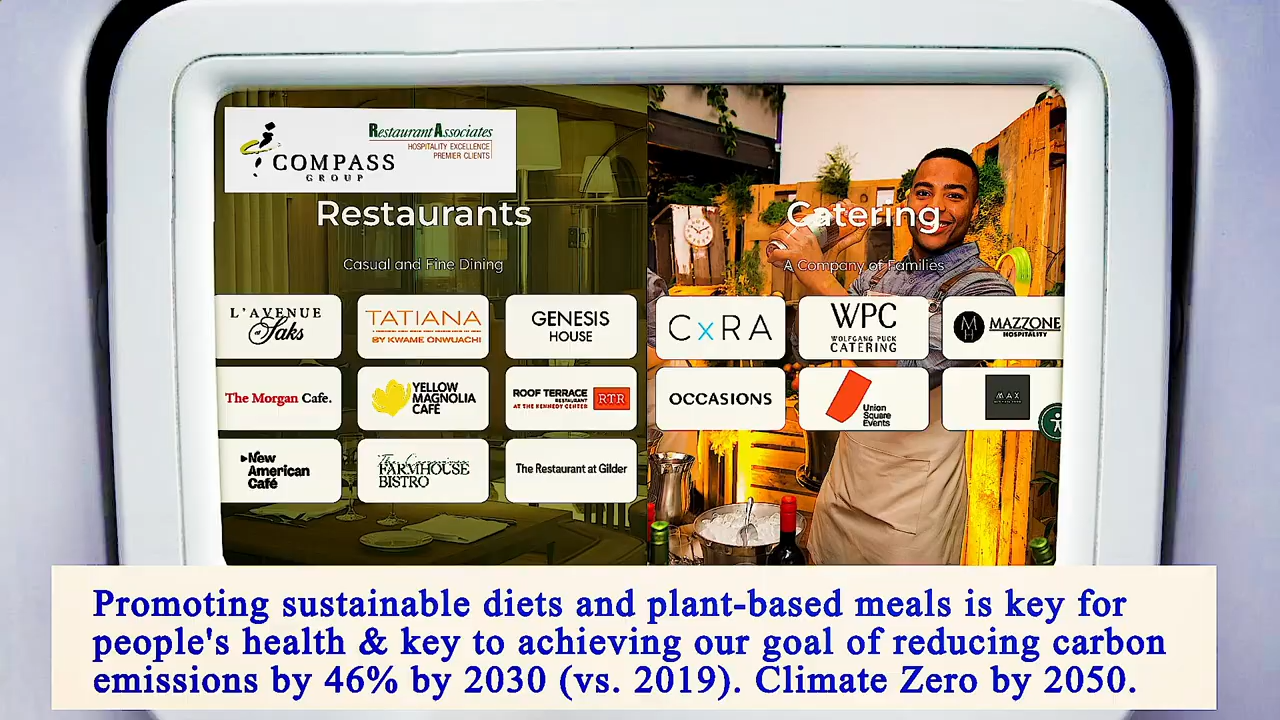 COMPASS
GROUP
Restaurant Associates
HOSPITALITY EXCELLENCE
PREMIER CLIENTS
Restaurants
Casual and Fine Dining
L'AVENUE
at Saks
TATIANA
BY KWAME ONWUACHI
GENESIS
HOUSE
The Morgan Cafe.
YELLOW
MAGNOLIA
CAFÉ
ROOF TERRACE
RESTAURANT
AT THE KENNEDY CENTER
RTR
New
American
Café
FARMHOUSE
BISTRO
The Restaurant at Gilder
Catering
A Company of Families
CxRA
WPC
WOLFGANG PUCK
CATERING
MH
MAZZONE
HOSPITALITY
OCCASIONS
Union
Square
Events
MAX
Promoting sustainable diets and plant-based meals is key for
people's health & key to achieving our goal of reducing carbon
emissions by 46% by 2030 (vs. 2019). Climate Zero by 2050.